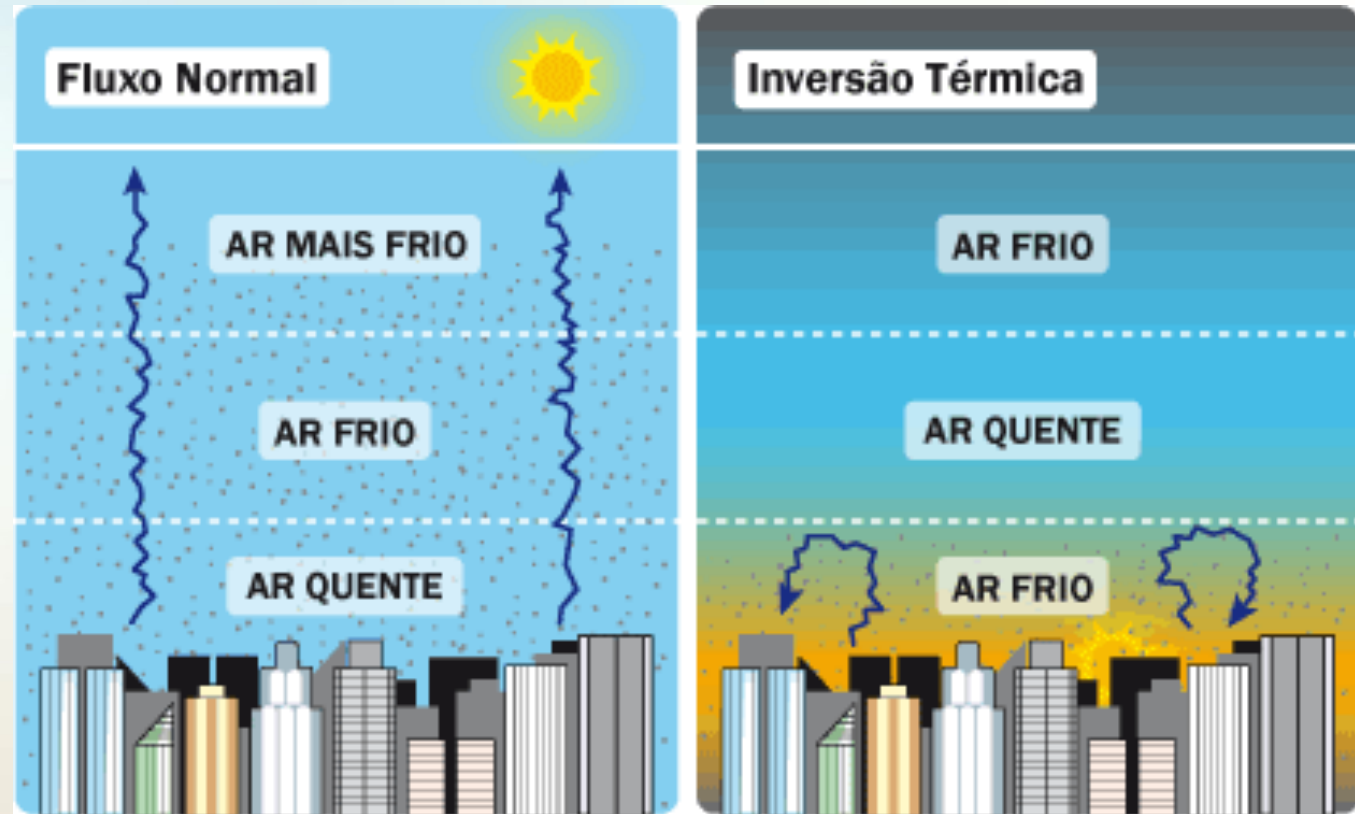 Fluxo Normal
AR MAIS FRIO
AR FRIO
AR QUENTE
Inversão Térmica
AR FRIO
AR QUENTE
AR FRIO